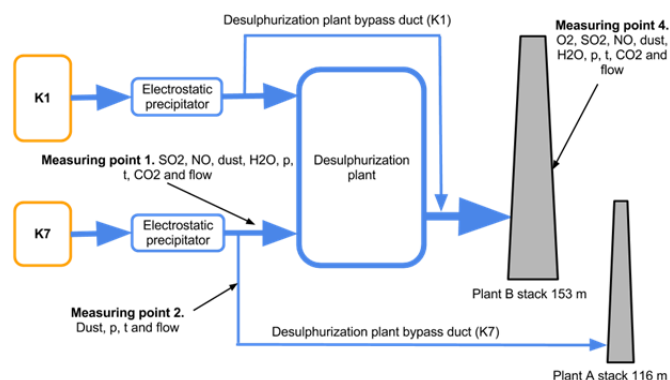 Desulphurization plant bypass duct (K1)
Measuring point 4.
O2, SO2, NO, dust,
H2O, p, t, CO2 and
flow
K1
Electrostatic
precipitator
Measuring point 1. SO2, NO, dust, H2O, p,
t, CO2 and flow
Desulphurization
plant
K7
Electrostatic
precipitator
Measuring point 2.
Dust, p, t and flow
Plant B stack 153 m
Desulphurization plant bypass duct (K7)
Plant A stack 116 m